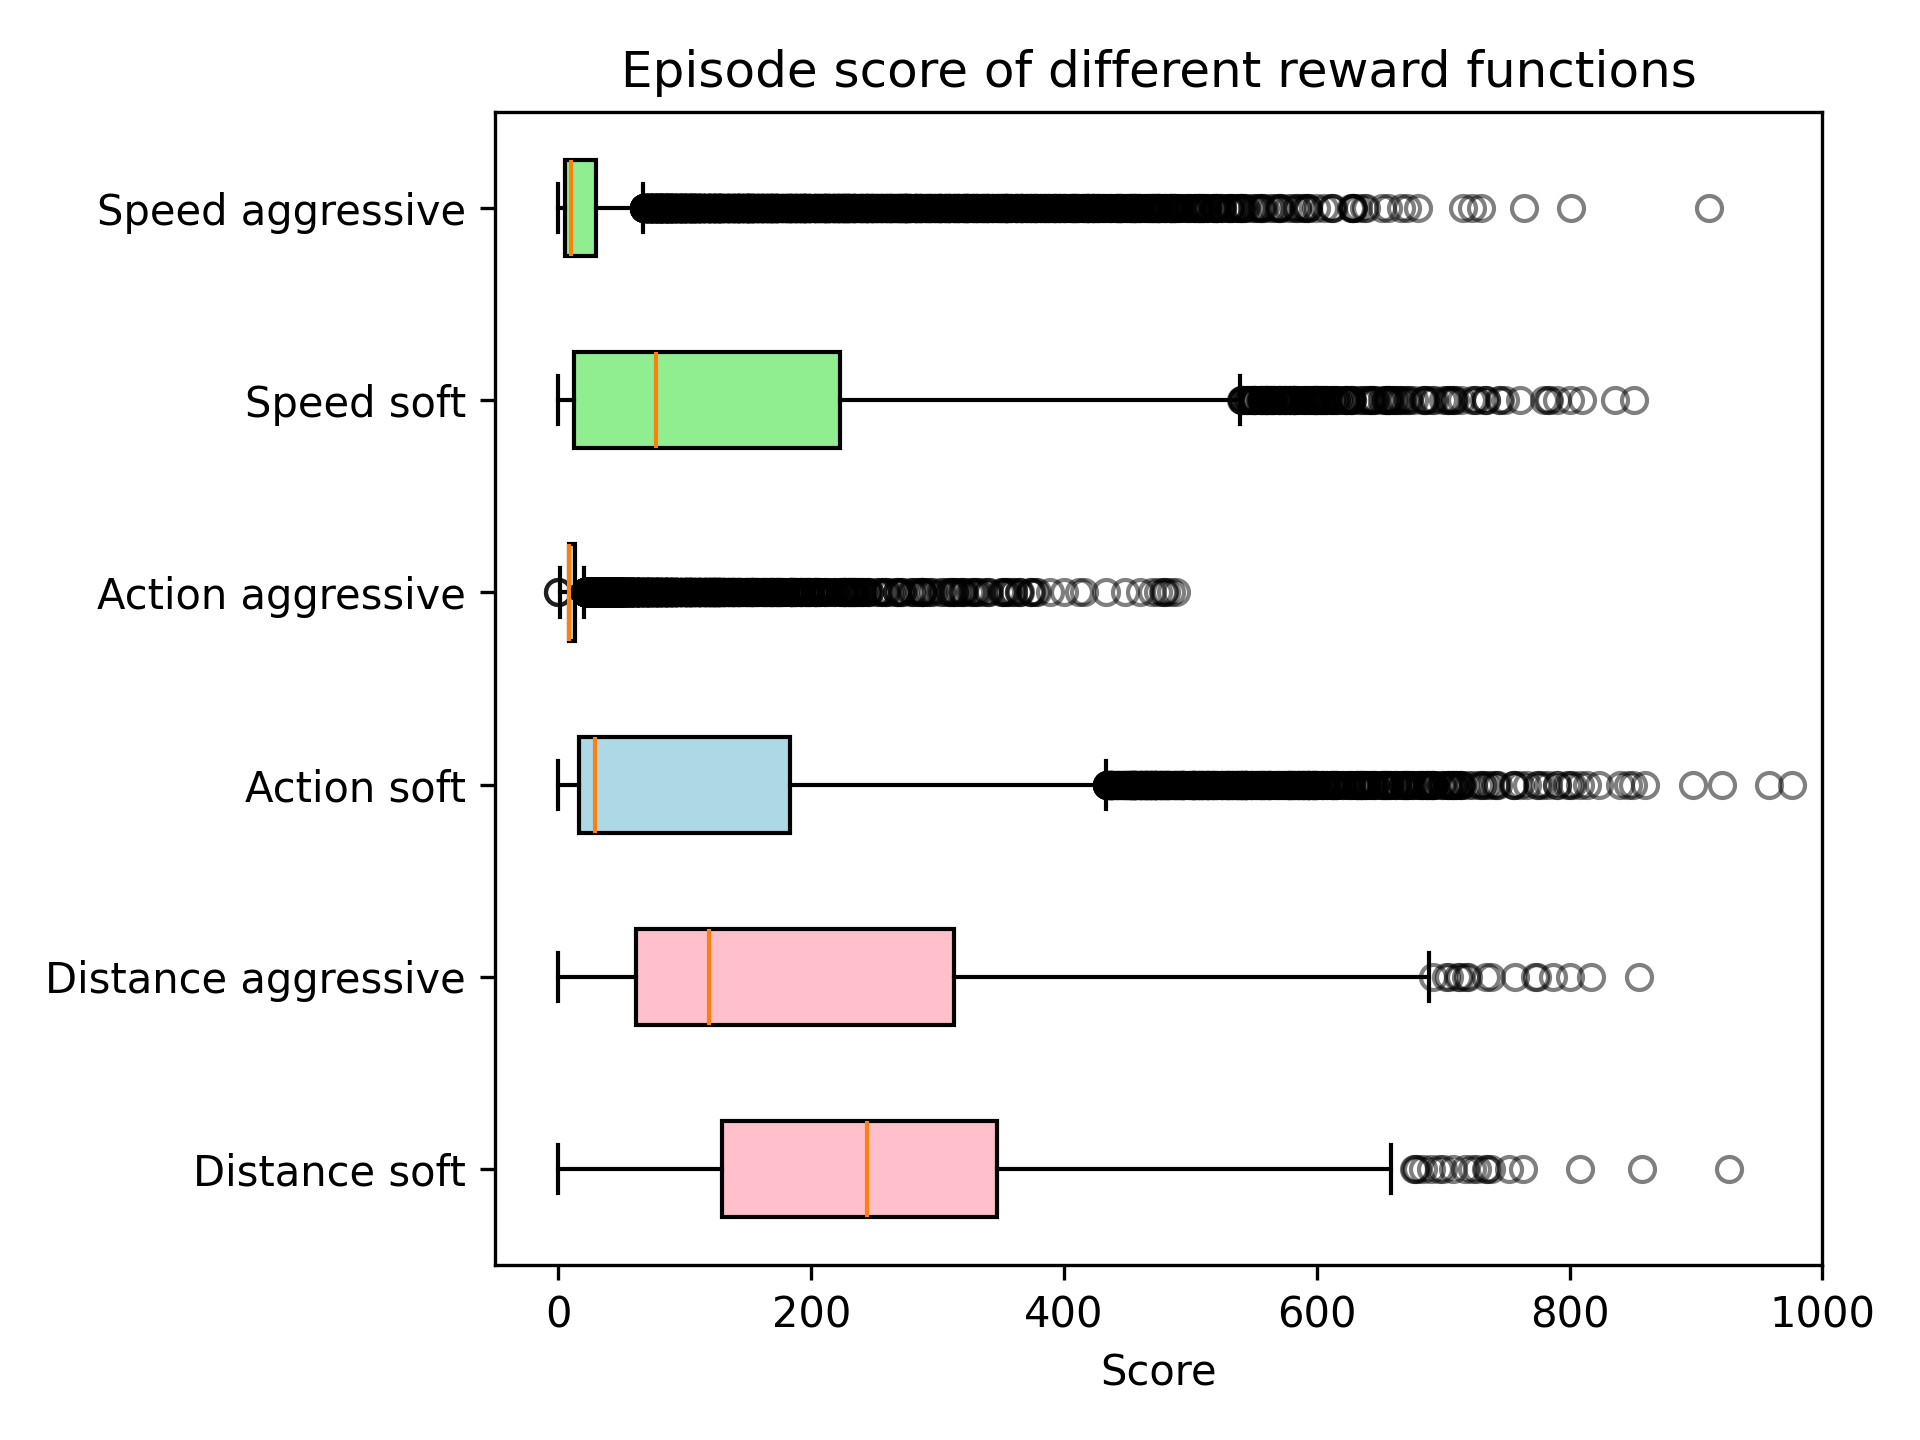 Episode score of different reward functions
Speed aggressive
Speed soft
Action aggressive
Action soft
Distance aggressive
Distance soft
0 200 400 600 800 1000
Score